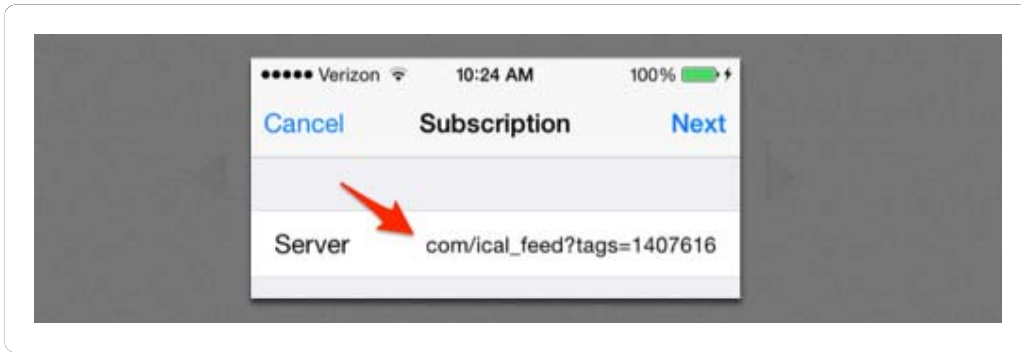 ●●●●● Verizon 10:24 AM 100%
Cancel Subscription Next
Server com/ical_feed?tags=1407616